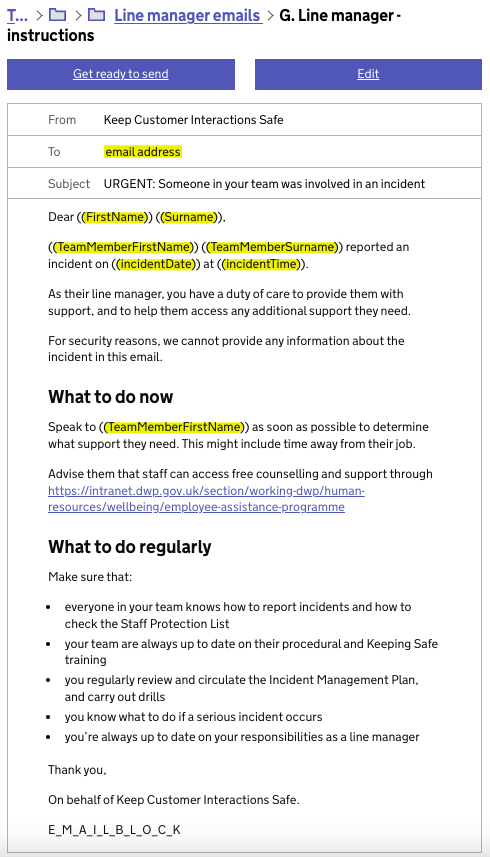 T... > > Line manager emails > G. Line manager -
instructions
Get ready to send
Edit
From Keep Customer Interactions Safe
To email address
Subject URGENT: Someone in your team was involved in an incident
Dear ((FirstName)) ((Surname)),
((TeamMemberFirstName)) ((TeamMemberSurname)) reported an
incident on ((incidentDate)) at ((incidentTime)).
As their line manager, you have a duty of care to provide them with
support, and to help them access any additional support they need.
For security reasons, we cannot provide any information about the
incident in this email.
What to do now
Speak to ((TeamMemberFirstName)) as soon as possible to determine
what support they need. This might include time away from their job.
Advise them that staff can access free counselling and support through
https://intranet.dwp.gov.uk/section/working-dwp/human-
resources/wellbeing/employee-assistance-programme
What to do regularly
Make sure that:
• everyone in your team knows how to report incidents and how to
check the Staff Protection List
• your team are always up to date on their procedural and Keeping Safe
training
• you regularly review and circulate the Incident Management Plan,
and carry out drills
• you know what to do if a serious incident occurs
• you're always up to date on your responsibilities as a line manager
Thank you,
On behalf of Keep Customer Interactions Safe.
E_M_A_I_L_B_L_O_C_K